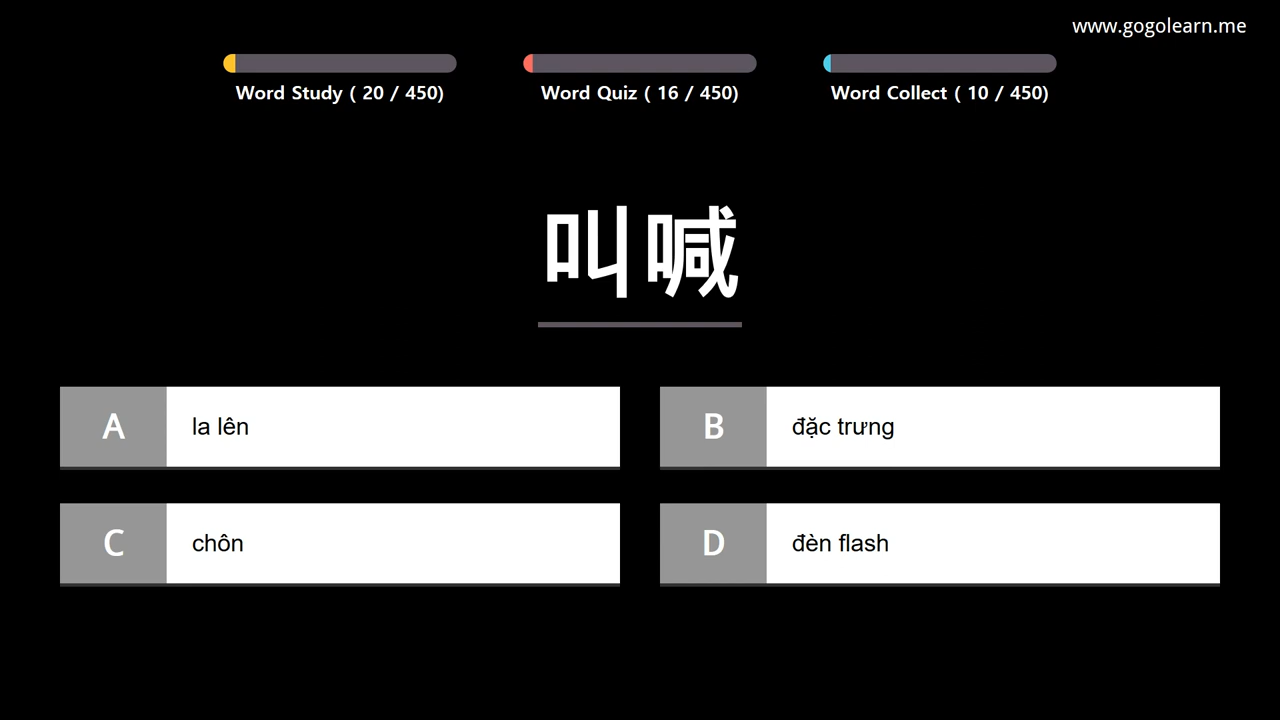 www.gogolearn.me
Word Study ( 20 / 450)
Word Quiz ( 16 / 450)
Word Collect ( 10 / 450)
叫喊
A la lên
B đặc trưng
C chôn
D đèn flash